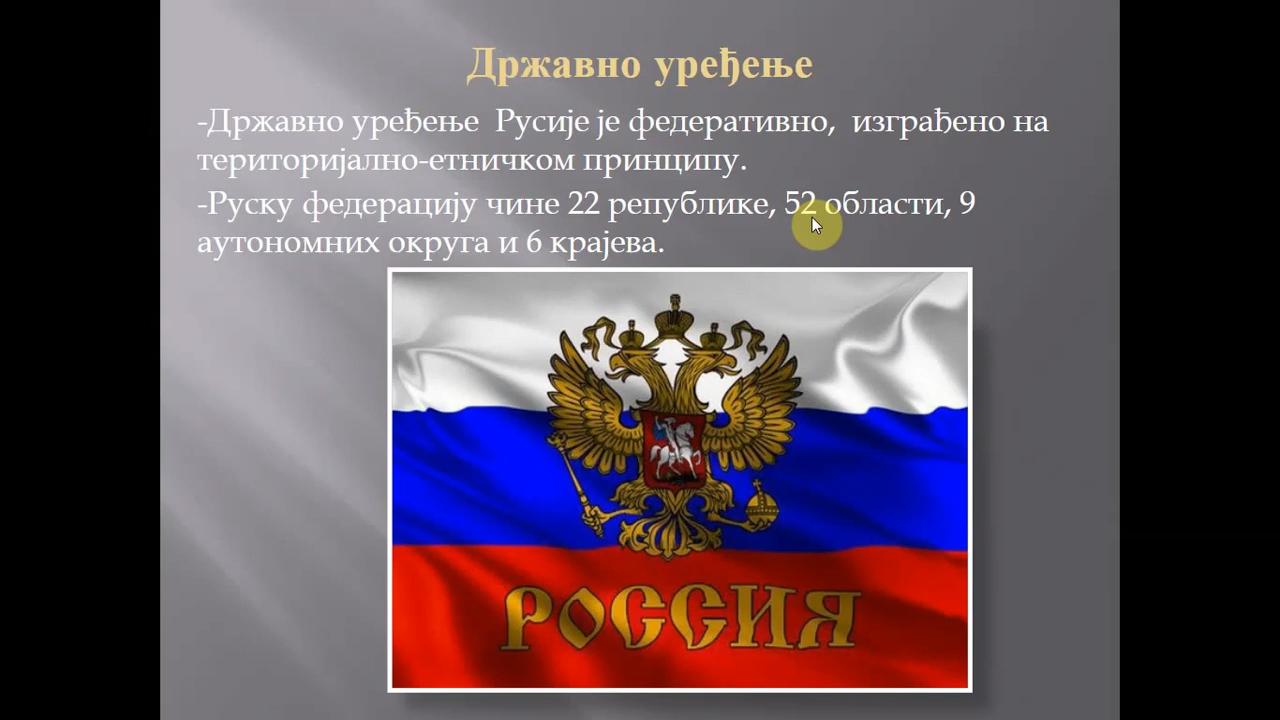 Државно уређење
-Државно уређење Русије је федеративно, изграђено на
територијално-етничком принципу.
-Руску федерацију чине 22 републике, 52 области, 9
аутономних округа и 6 крајева.
РОССИЯ